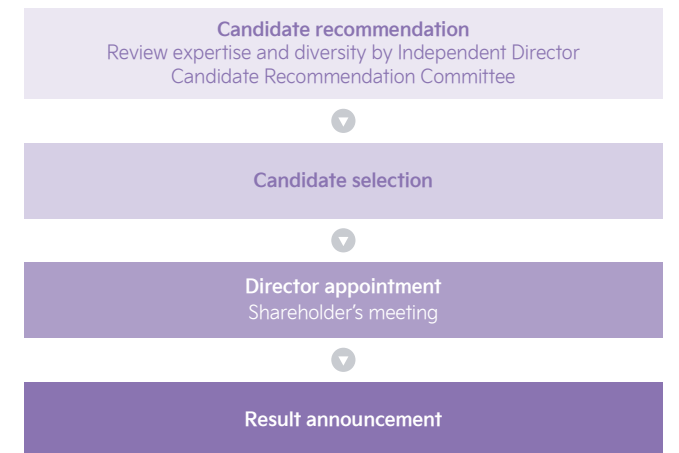 Candidate recommendation
Review expertise and diversity by Independent Director
Candidate Recommendation Committee
Candidate selection
Director appointment
Shareholder's meeting
Result announcement